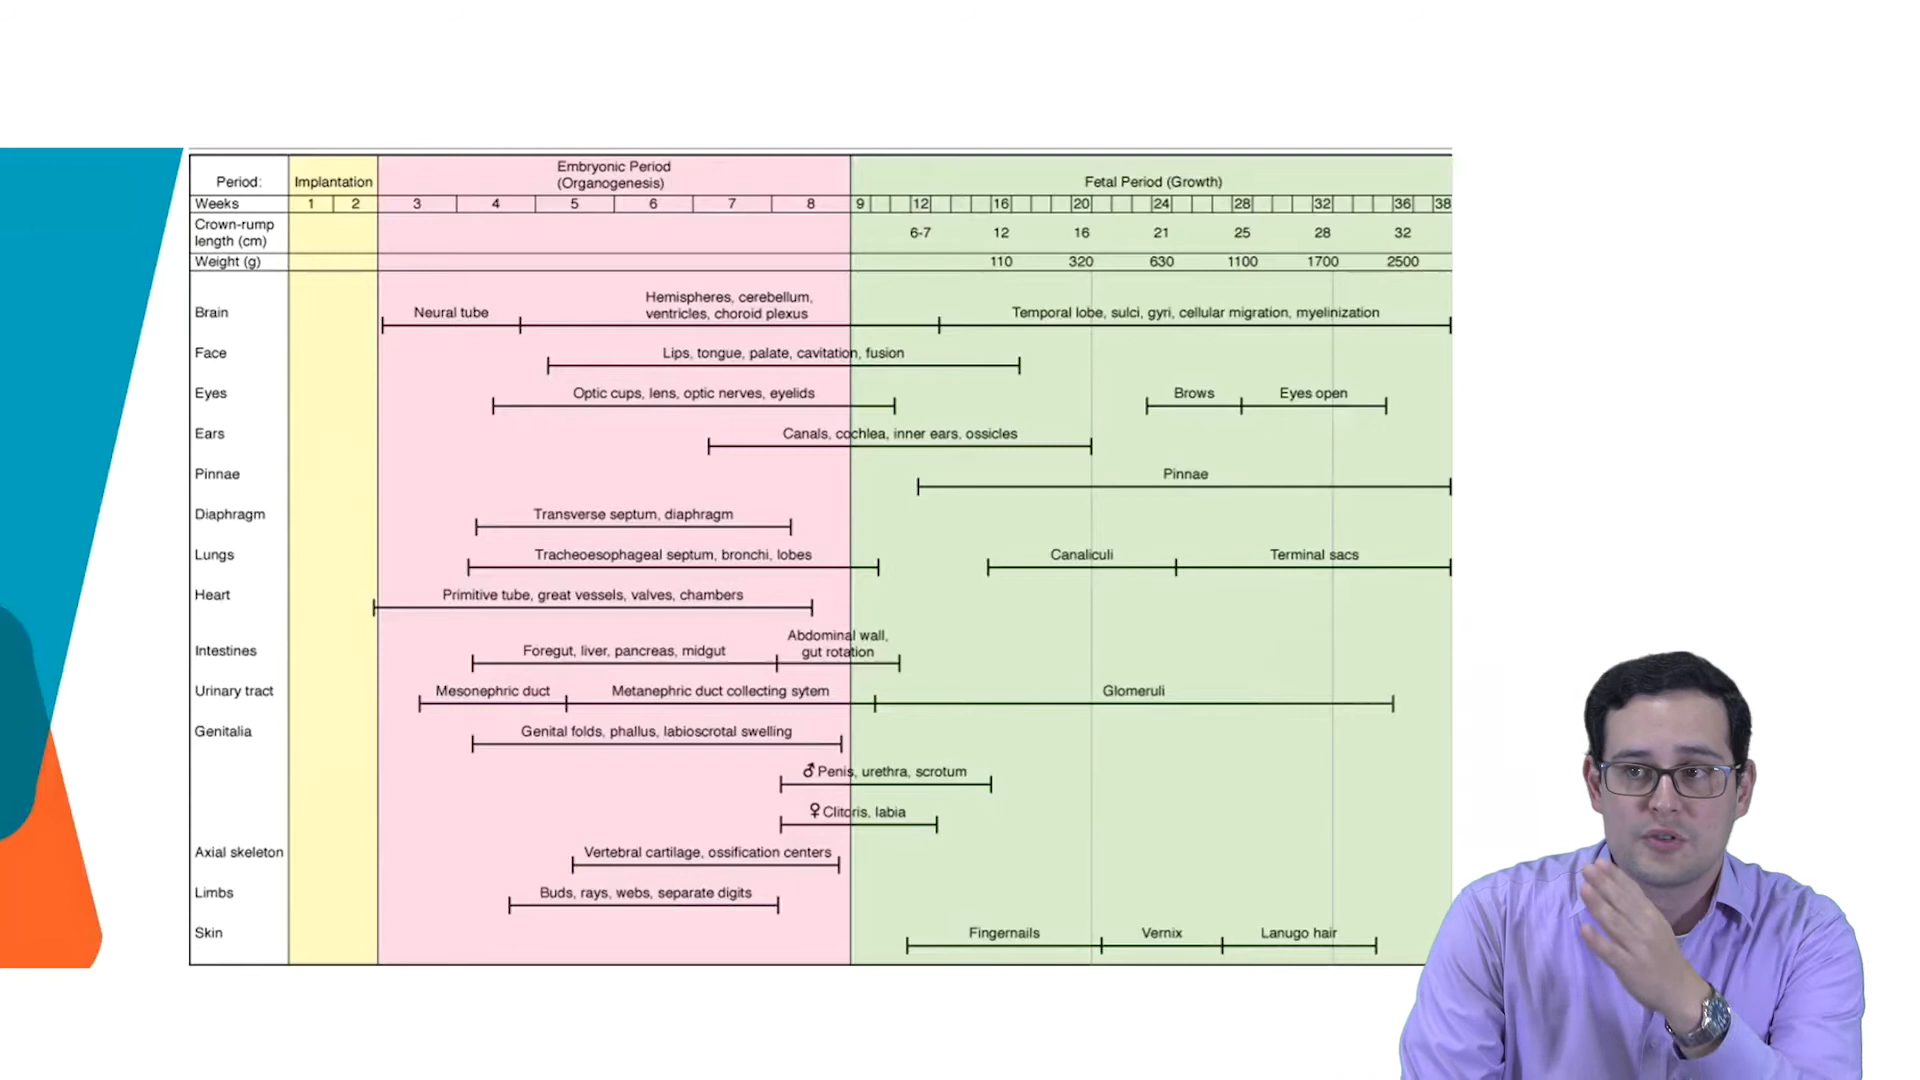 Embryonic Period
(Organogenesis)
Period:
Implantation
Fetal Period (Growth)
Weeks 1 2 3 4 5 6 7 8 9 12 16 20 24 28 32 36 38
Crown-rump
length (cm) 6-7 12 16 21 25 28 32
Weight (g) 110 320 630 1100 1700 2500
Brain
Neural tube
Hemispheres, cerebellum,
ventricles, choroid plexus
Temporal lobe, sulci, gyri, cellular migration, myelinization
Face
Lips, tongue, palate, cavitation, fusion
Eyes
Optic cups, lens, optic nerves, eyelids
Brows
Eyes open
Ears
Canals, cochlea, inner ears, ossicles
Pinnae
Pinnae
Diaphragm
Transverse septum, diaphragm
Lungs
Tracheoesophageal septum, bronchi, lobes
Canaliculi
Terminal sacs
Heart
Primitive tube, great vessels, valves, chambers
Intestines
Foregut, liver, pancreas, midgut
Abdominal wall,
gut rotation
Urinary tract
Mesonephric duct
Metanephric duct collecting sytem
Glomeruli
Genitalia
Genital folds, phallus, labioscrotal swelling
♂ Penis, urethra, scrotum
♀ Clitoris, labia
Axial skeleton
Vertebral cartilage, ossification centers
Limbs
Buds, rays, webs, separate digits
Skin
Fingernails
Vernix
Lanugo hair